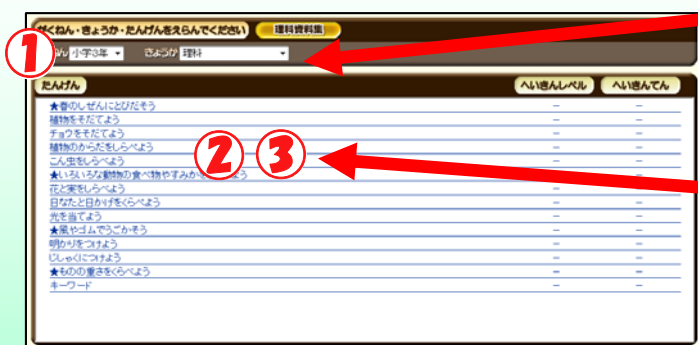 がくねん・きょうか・たんげんをえらんでください 理科資料集
① 小学3年 きょうか 理科
たんげん へいきんレベル へいきんてん
★春のしぜんにとびだそう － －
植物をそだてよう － －
チョウをそだてよう － －
植物のからだをしらべよう － －
こん虫をしらべよう － －
② ③
★いろいろな動物の食べ物やすみかを よう － －
花と実をしらべよう － －
日なたと日かげをくらべよう － －
光を当てよう － －
★風やゴムでうごかそう － －
明かりをつけよう － －
じしゃくにつけよう － －
★ものの重さをくらべよう － －
キーワード － －